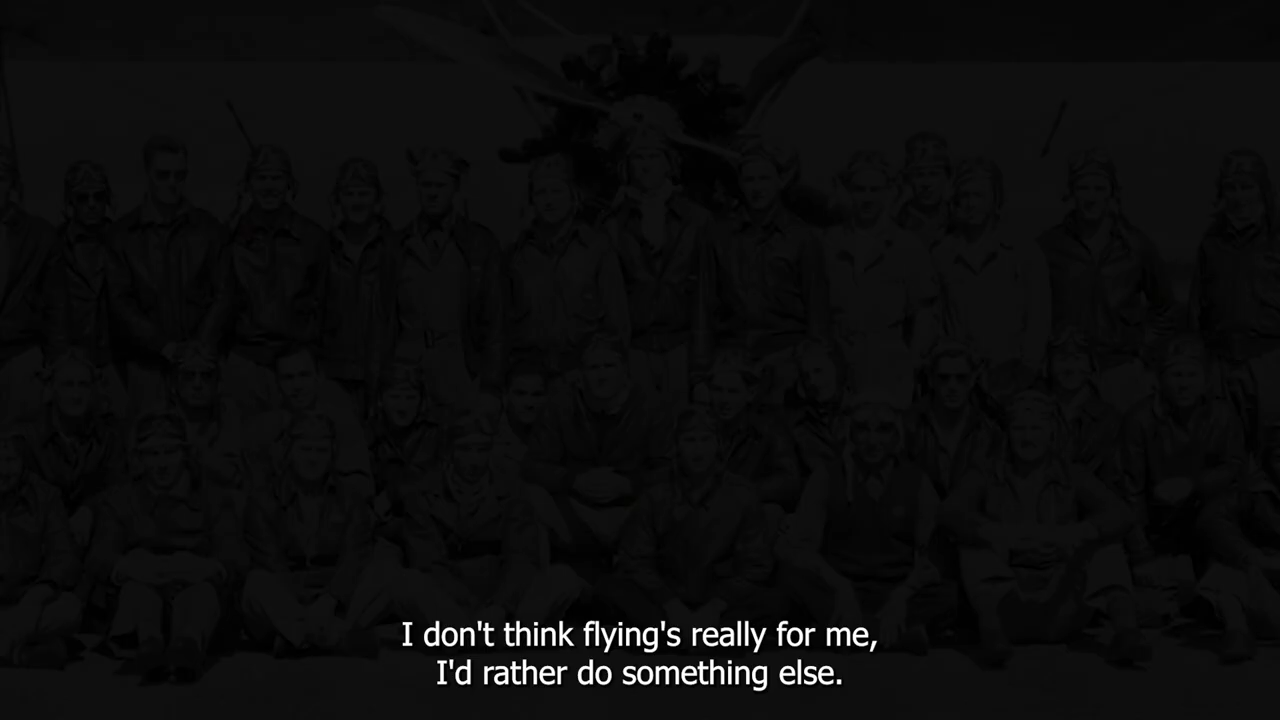 I don't think flying's really for me,
I'd rather do something else.